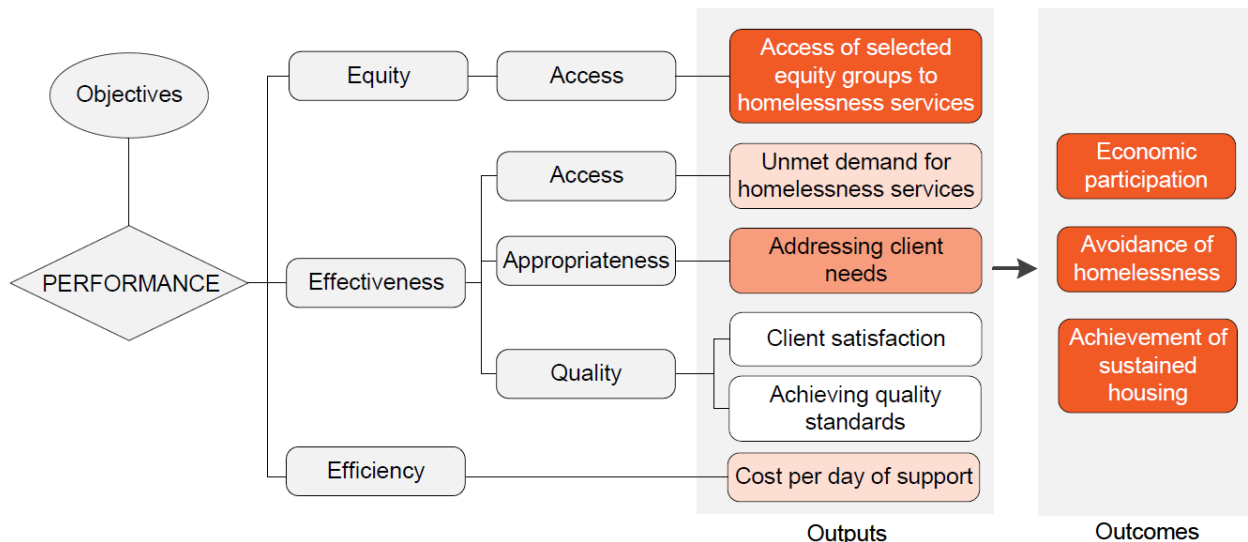 Objectives
PERFORMANCE
Equity
Access
Access of selected
equity groups to
homelessness services
Effectiveness
Access
Unmet demand for
homelessness services
Appropriateness
Addressing client
needs
Quality
Client satisfaction
Achieving quality
standards
Efficiency
Cost per day of support
Outputs
Economic
participation
Avoidance of
homelessness
Achievement of
sustained
housing
Outcomes